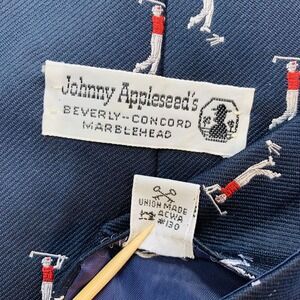 Johnny Appleseed's
BEVERLY--CONCORD
MARBLEHEAD
UNION MADE
ACWA
#130